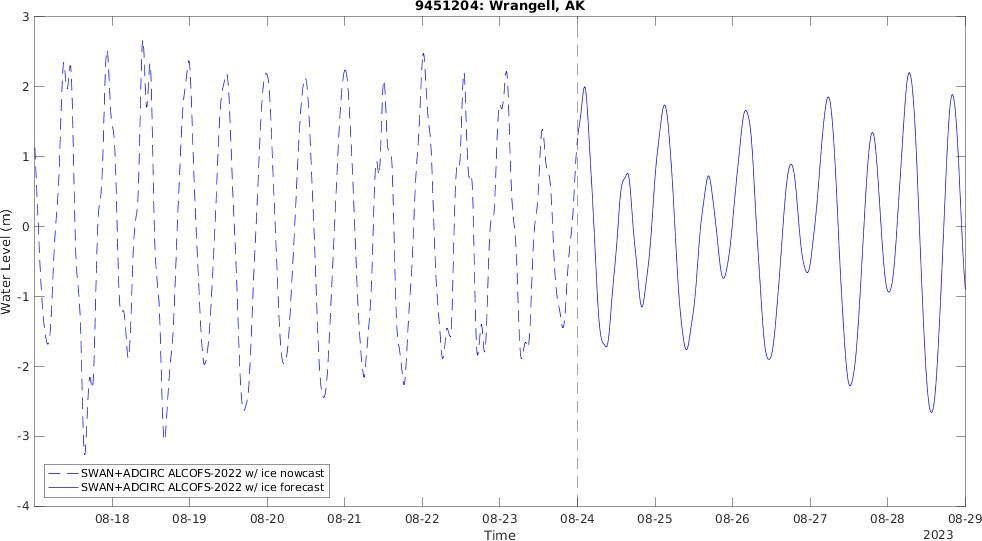 9451204: Wrangell, AK
3
2
1
0
-1
-2
-3
-4
Water Level (m)
SWAN+ADCIRC ALCOFS-2022 w/ ice nowcast
SWAN+ADCIRC ALCOFS-2022 w/ ice forecast
08-18 08-19 08-20 08-21 08-22 08-23 08-24 08-25 08-26 08-27 08-28 08-29
Time
2023